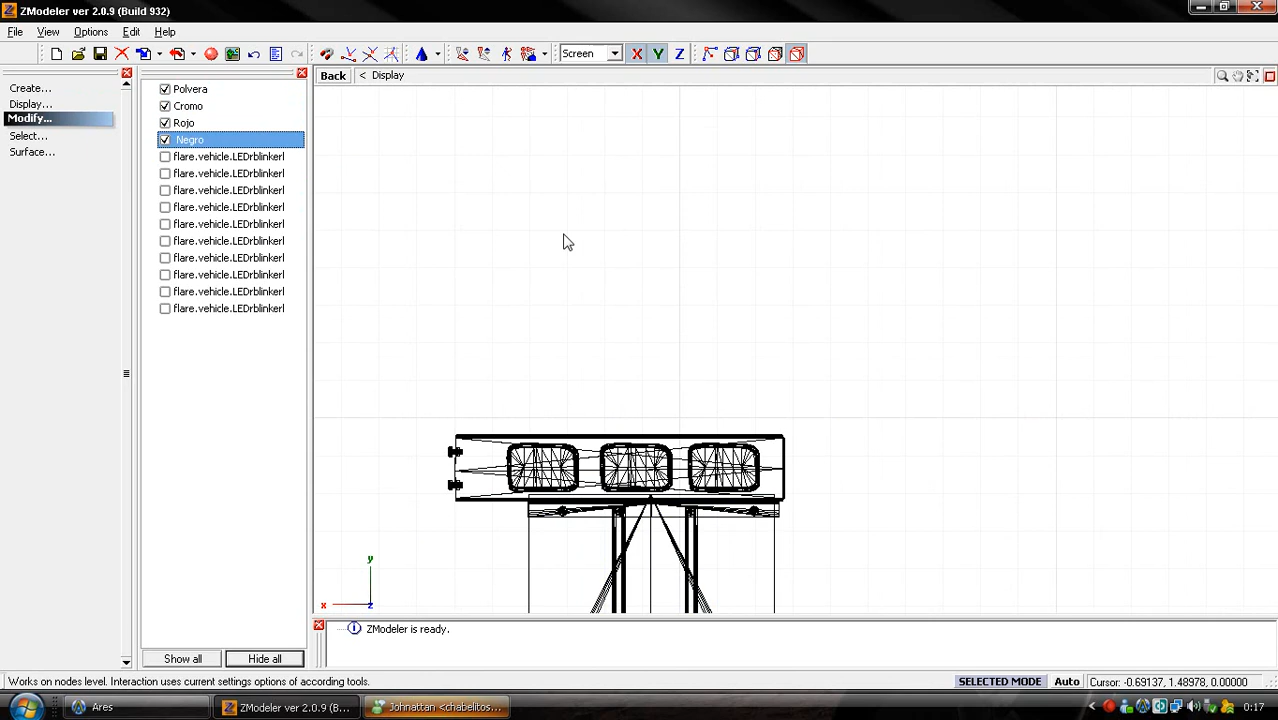 ZModeler ver 2.0.9 (Build 932)
File View Options Edit Help
Screen X Y Z
Create...
Display...
Modify...
Select...
Surface...
Polvera
Cromo
Rojo
Negro
flare.vehicle.LEDrblinkerl
flare.vehicle.LEDrblinkerl
flare.vehicle.LEDrblinkerl
flare.vehicle.LEDrblinkerl
flare.vehicle.LEDrblinkerl
flare.vehicle.LEDrblinkerl
flare.vehicle.LEDrblinkerl
flare.vehicle.LEDrblinkerl
flare.vehicle.LEDrblinkerl
flare.vehicle.LEDrblinkerl
Show all Hide all
Back < Display
y
x z
ZModeler is ready.
Works on nodes level. Interaction uses current settings options of according tools.
SELECTED MODE Auto Cursor: -0.69137, 1.48978, 0.00000
Ares ZModeler ver 2.0.9 (B... Johnattan <chabelitos... < 0:17